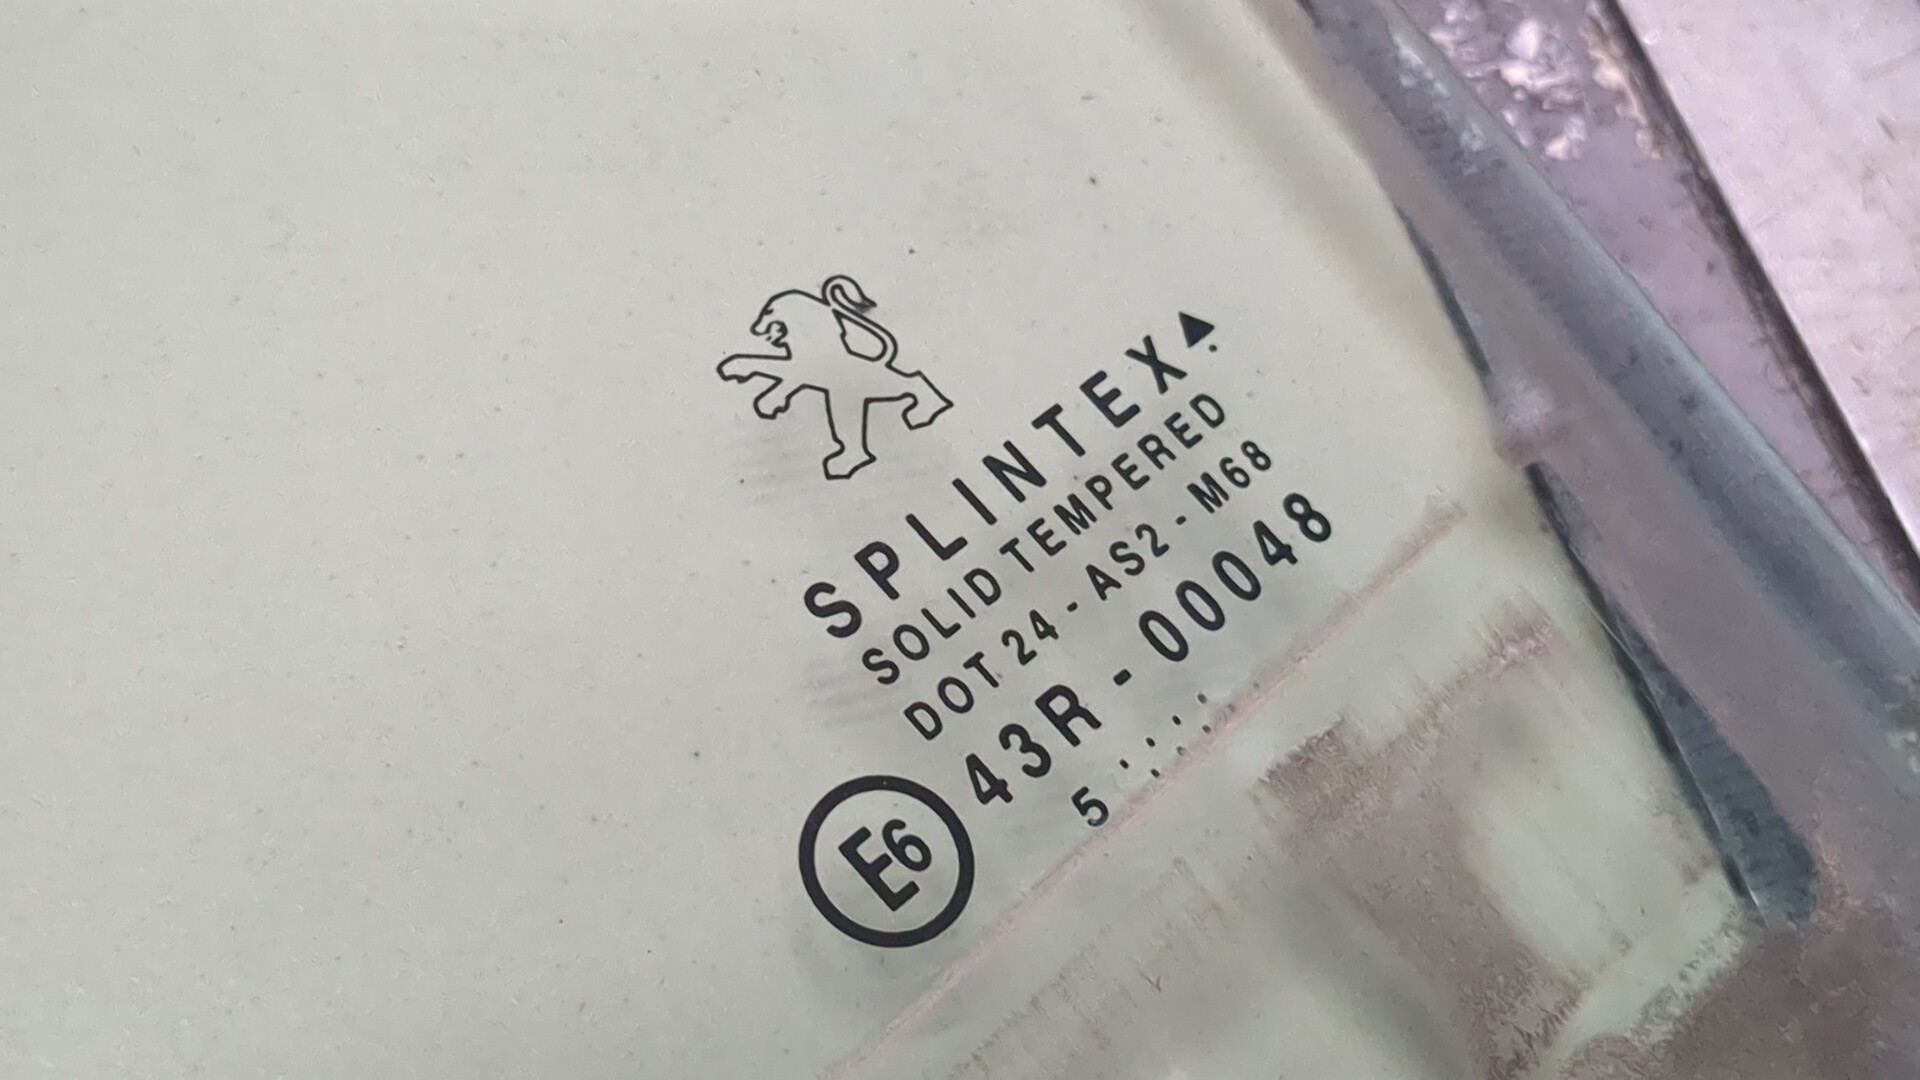 SPLINTEX▲
SOLID TEMPERED
DOT 24 - AS2 - M68
43R - 00048
E6
5